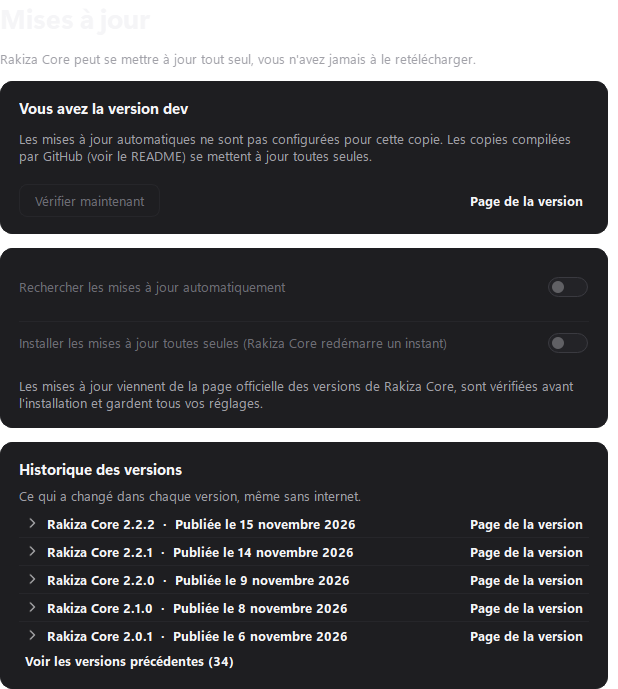 Mises à jour
Rakiza Core peut se mettre à jour tout seul, vous n'avez jamais à le retélécharger.
Vous avez la version dev
Les mises à jour automatiques ne sont pas configurées pour cette copie. Les copies compilées
par GitHub (voir le README) se mettent à jour toutes seules.
Vérifier maintenant
Page de la version
Rechercher les mises à jour automatiquement
Installer les mises à jour toutes seules (Rakiza Core redémarre un instant)
Les mises à jour viennent de la page officielle des versions de Rakiza Core, sont vérifiées avant
l'installation et gardent tous vos réglages.
Historique des versions
Ce qui a changé dans chaque version, même sans internet.
Rakiza Core 2.2.2 · Publiée le 15 novembre 2026 Page de la version
Rakiza Core 2.2.1 · Publiée le 14 novembre 2026 Page de la version
Rakiza Core 2.2.0 · Publiée le 9 novembre 2026 Page de la version
Rakiza Core 2.1.0 · Publiée le 8 novembre 2026 Page de la version
Rakiza Core 2.0.1 · Publiée le 6 novembre 2026 Page de la version
Voir les versions précédentes (34)